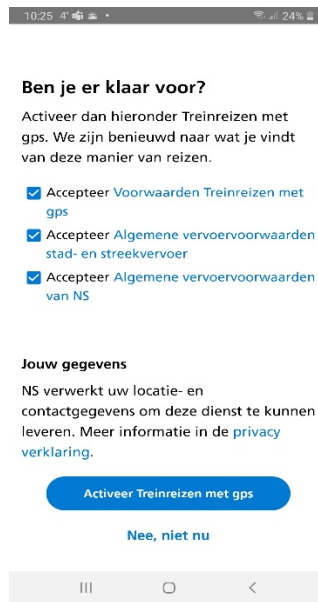 10:25 4°
24%
Ben je er klaar voor?
Activeer dan hieronder Treinreizen met
gps. We zijn benieuwd naar wat je vindt
van deze manier van reizen.
Accepteer Voorwaarden Treinreizen met
gps
Accepteer Algemene vervoervoorwaarden
stad- en streekvervoer
Accepteer Algemene vervoervoorwaarden
van NS
Jouw gegevens
NS verwerkt uw locatie- en
contactgegevens om deze dienst te kunnen
leveren. Meer informatie in de privacy
verklaring.
Activeer Treinreizen met gps
Nee, niet nu